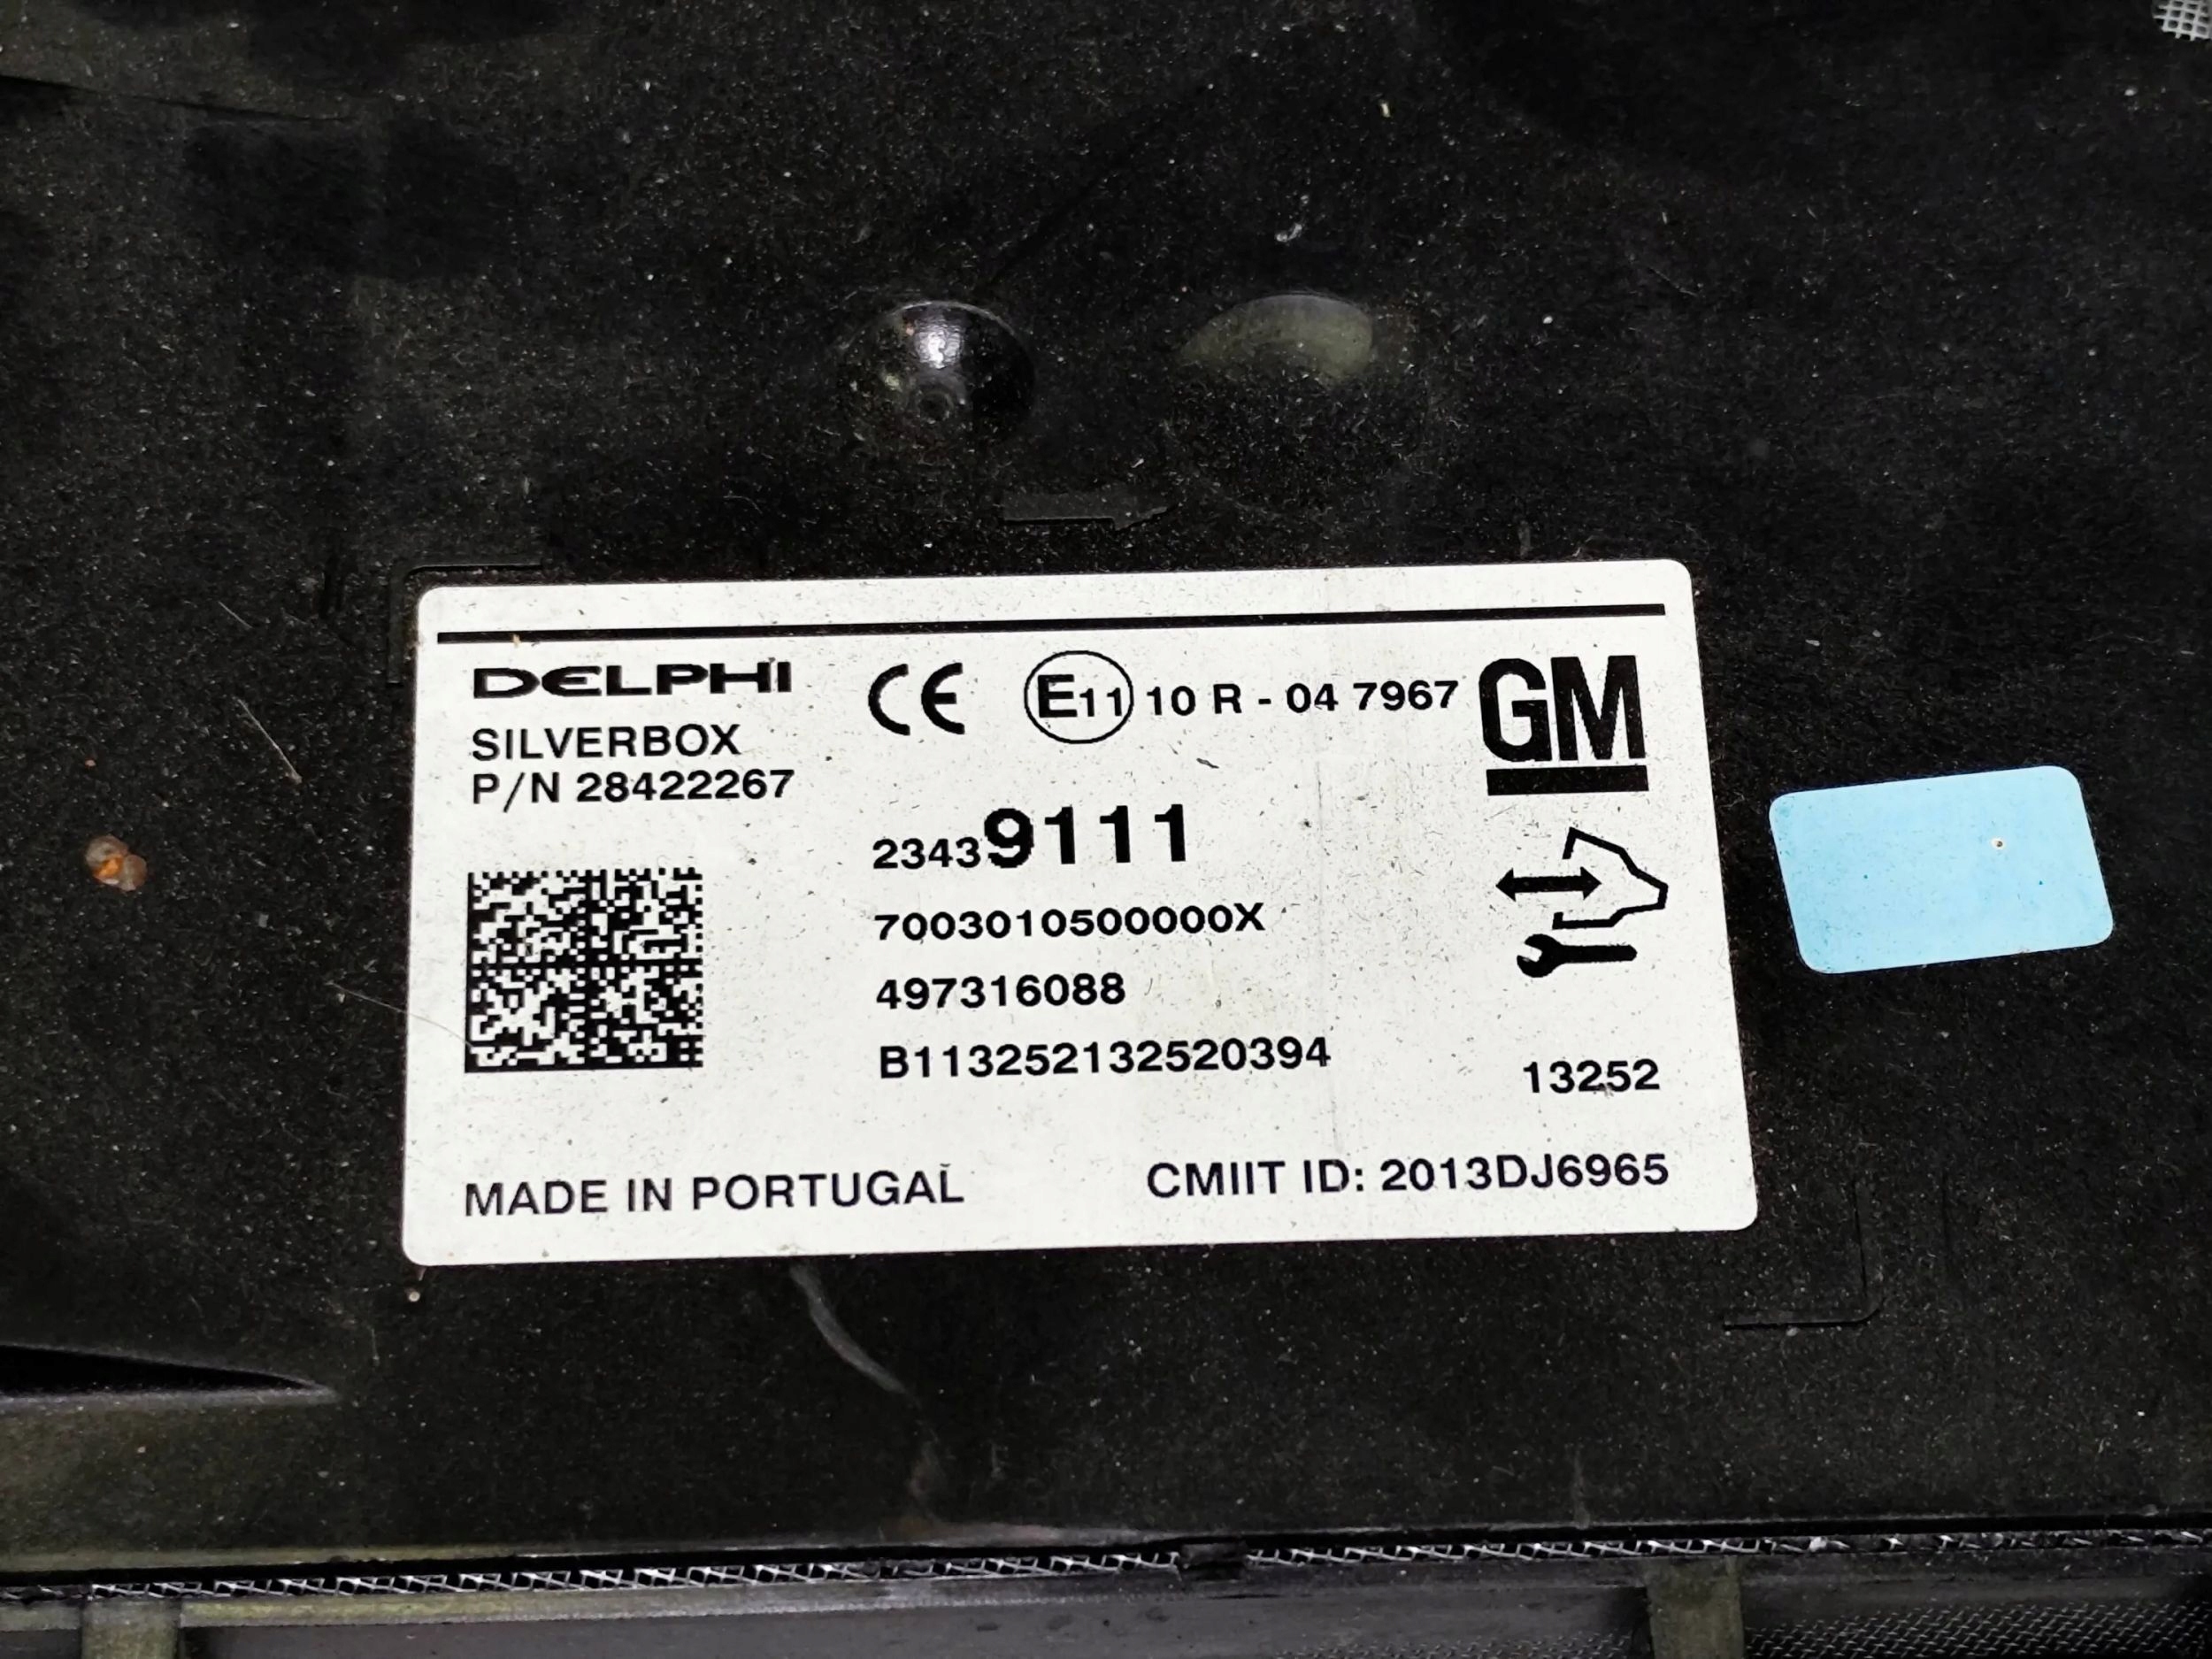 DELPHI
SILVERBOX
P/N 28422267
CE E11 10 R - 04 7967
GM
23439111
7003010500000X
497316088
B113252132520394
13252
MADE IN PORTUGAL
CMIIT ID: 2013DJ6965